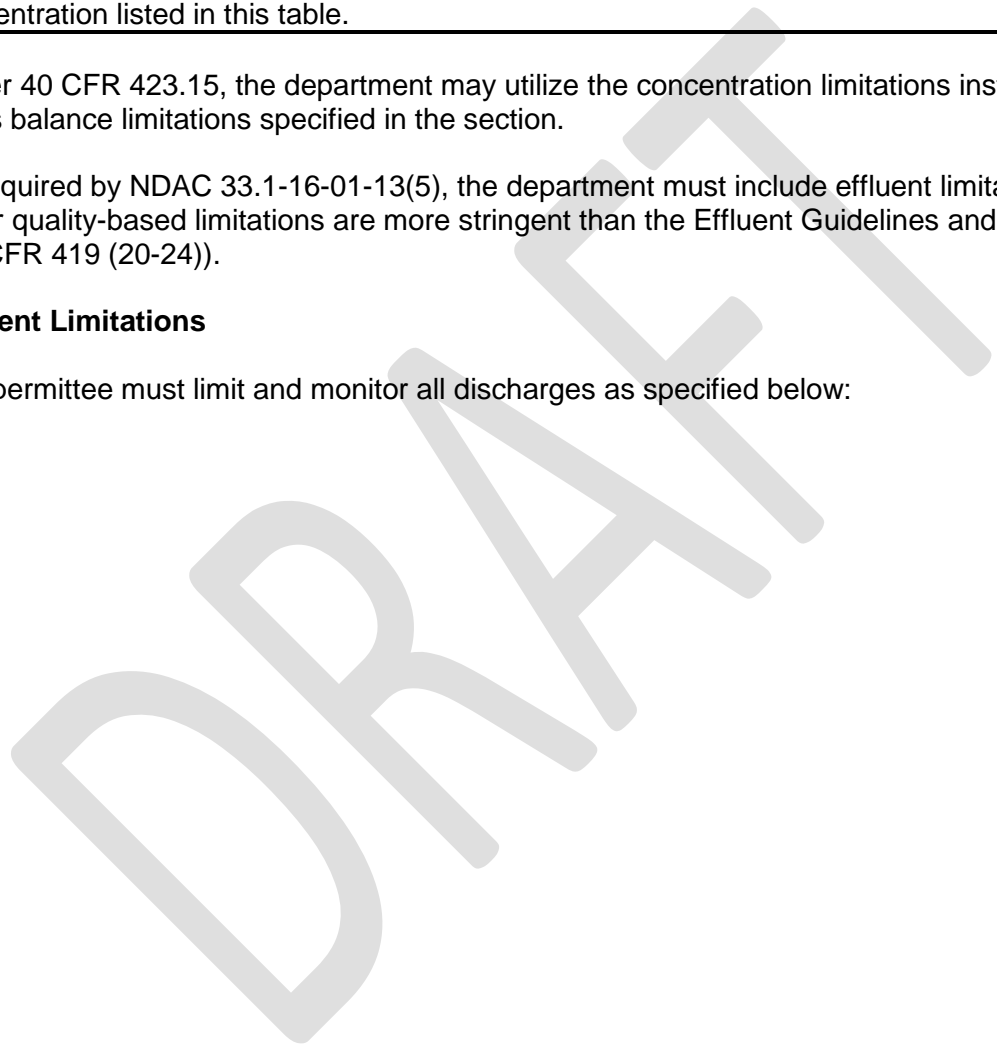 entration listed in this table.
er 40 CFR 423.15, the department may utilize the concentration limitations inst
s balance limitations specified in the section.
quired by NDAC 33.1-16-01-13(5), the department must include effluent limita
r quality-based limitations are more stringent than the Effluent Guidelines and
CFR 419 (20-24)).
ent Limitations
permittee must limit and monitor all discharges as specified below:
DRAFT